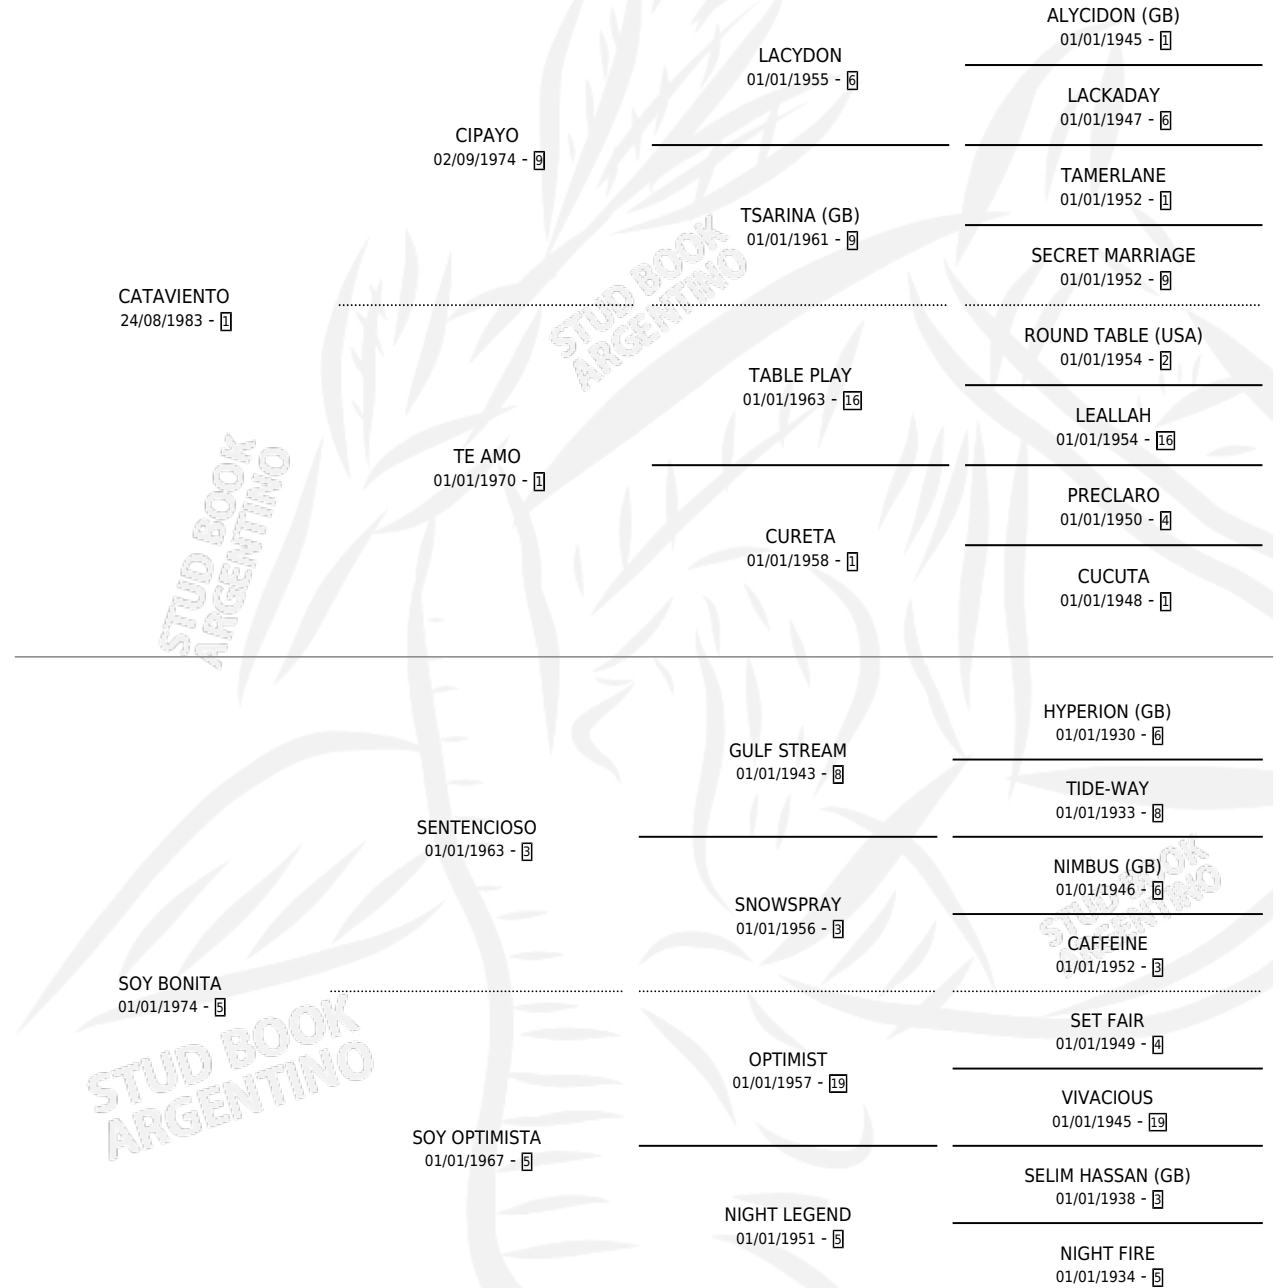 ALYCIDON (GB)
01/01/1945 - 1
LACYDON
01/01/1955 - 6
LACKADAY
01/01/1947 - 6
CIPAYO
02/09/1974 - 9
TAMERLANE
01/01/1952 - 1
TSARINA (GB)
01/01/1961 - 9
SECRET MARRIAGE
01/01/1952 - 9
CATAVIENTO
24/08/1983 - 1
STUD BOOK
ARGENTINO
ROUND TABLE (USA)
01/01/1954 - 2
TABLE PLAY
01/01/1963 - 16
LEALLAH
01/01/1954 - 16
TE AMO
01/01/1970 - 1
PRECLARO
01/01/1950 - 4
CURETA
01/01/1958 - 1
CUCUTA
01/01/1948 - 1
STUD BOOK
ARGENTINO
HYPERION (GB)
01/01/1930 - 6
GULF STREAM
01/01/1943 - 8
TIDE-WAY
01/01/1933 - 8
SENTENCIOSO
01/01/1963 - 3
NIMBUS (GB)
01/01/1946 - 6
SNOWSPRAY
01/01/1956 - 3
CAFFEINE
01/01/1952 - 3
STUD BOOK
ARGENTINO
SOY BONITA
01/01/1974 - 5
SET FAIR
01/01/1949 - 4
OPTIMIST
01/01/1957 - 19
VIVACIOUS
01/01/1945 - 19
STUD BOOK
ARGENTINO
SOY OPTIMISTA
01/01/1967 - 5
SELIM HASSAN (GB)
01/01/1938 - 3
NIGHT LEGEND
01/01/1951 - 5
NIGHT FIRE
01/01/1934 - 5